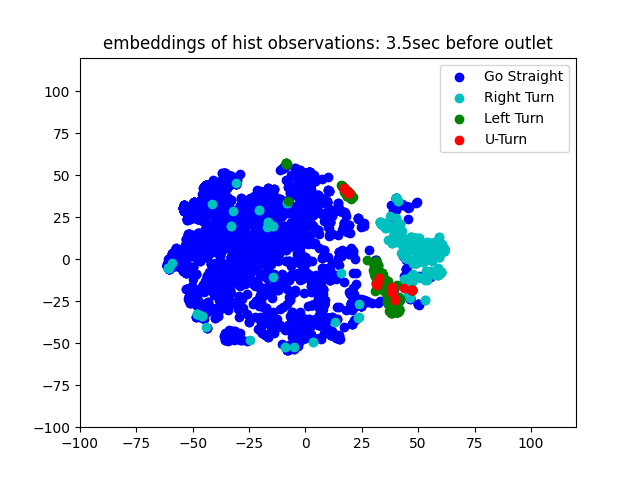 embeddings of hist observations: 3.5sec before outlet
Go Straight
Right Turn
Left Turn
U-Turn
100
75
50
25
0
−25
−50
−75
−100
−100 −75 −50 −25 0 25 50 75 100